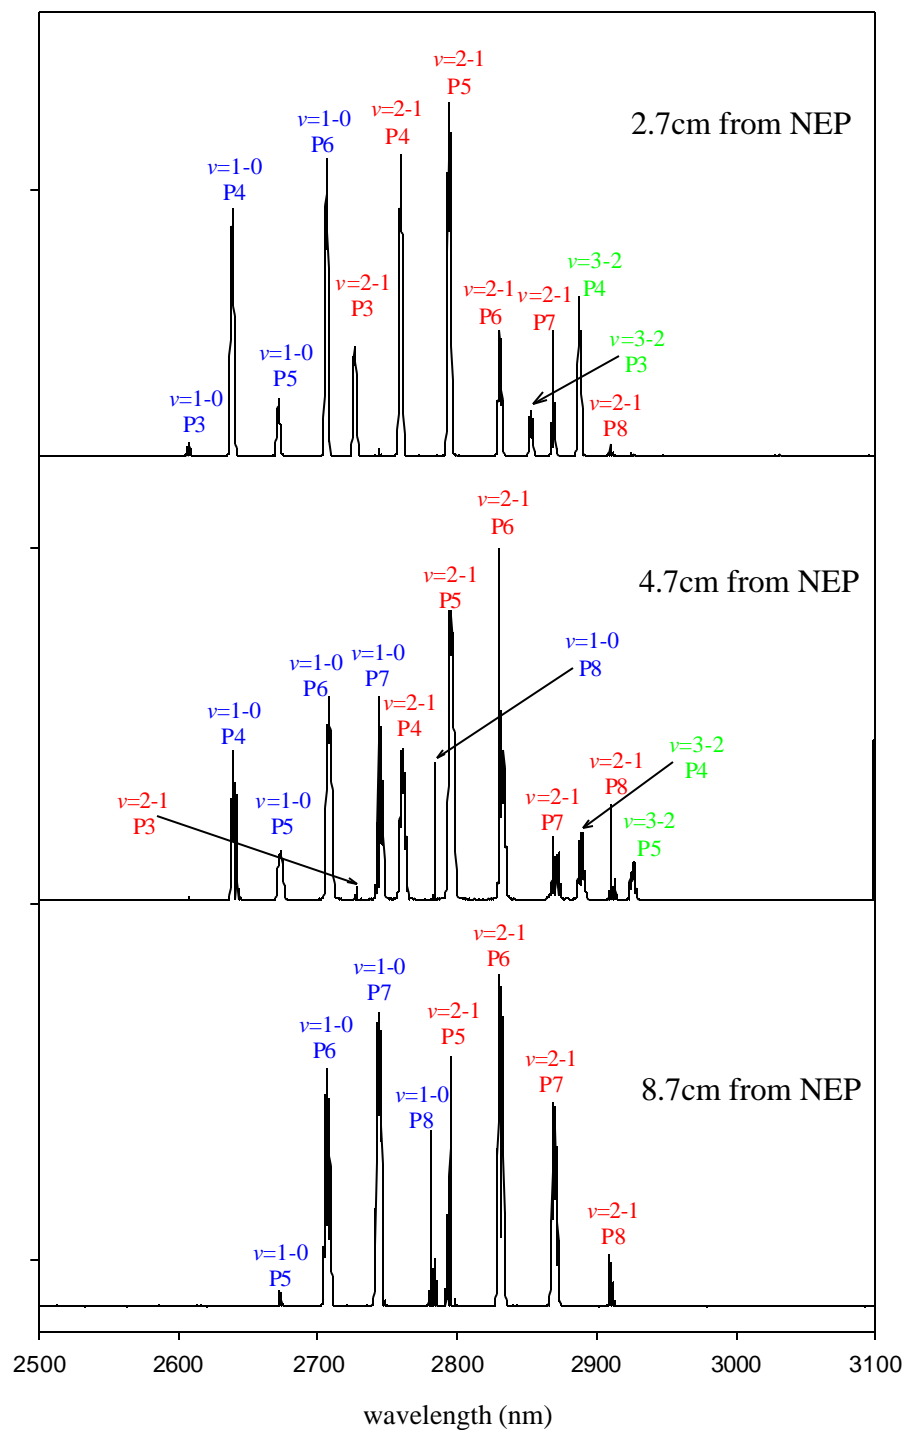 2.7cm from NEP
v=1-0
P3
v=1-0
P4
v=1-0
P5
v=1-0
P6
v=2-1
P3
v=2-1
P4
v=2-1
P5
v=2-1
P6
v=2-1
P7
v=3-2
P4
v=3-2
P3
v=2-1
P8
4.7cm from NEP
v=2-1
P3
v=1-0
P4
v=1-0
P5
v=1-0
P6
v=1-0
P7
v=2-1
P4
v=2-1
P5
v=2-1
P6
v=1-0
P8
v=2-1
P7
v=2-1
P8
v=3-2
P4
v=3-2
P5
8.7cm from NEP
v=1-0
P5
v=1-0
P6
v=1-0
P7
v=1-0
P8
v=2-1
P5
v=2-1
P6
v=2-1
P7
v=2-1
P8
2500 2600 2700 2800 2900 3000 3100
wavelength (nm)